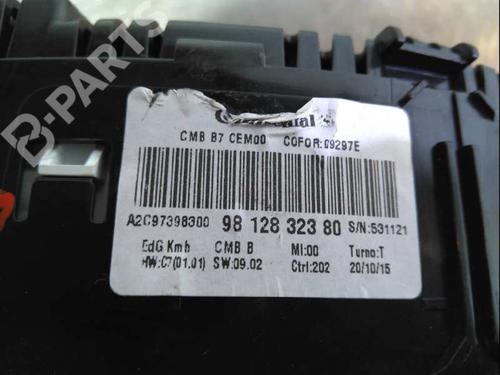 B-PARTS
Continental
CMB B7 CEM00 COFOR:09297E
A2C97398300 98 128 323 80 S/N:531121
EdG Kmh CMB B MI:00 Turno:T
HW:C7(01.01) SW:09.02 Ctrl:202 20/10/15